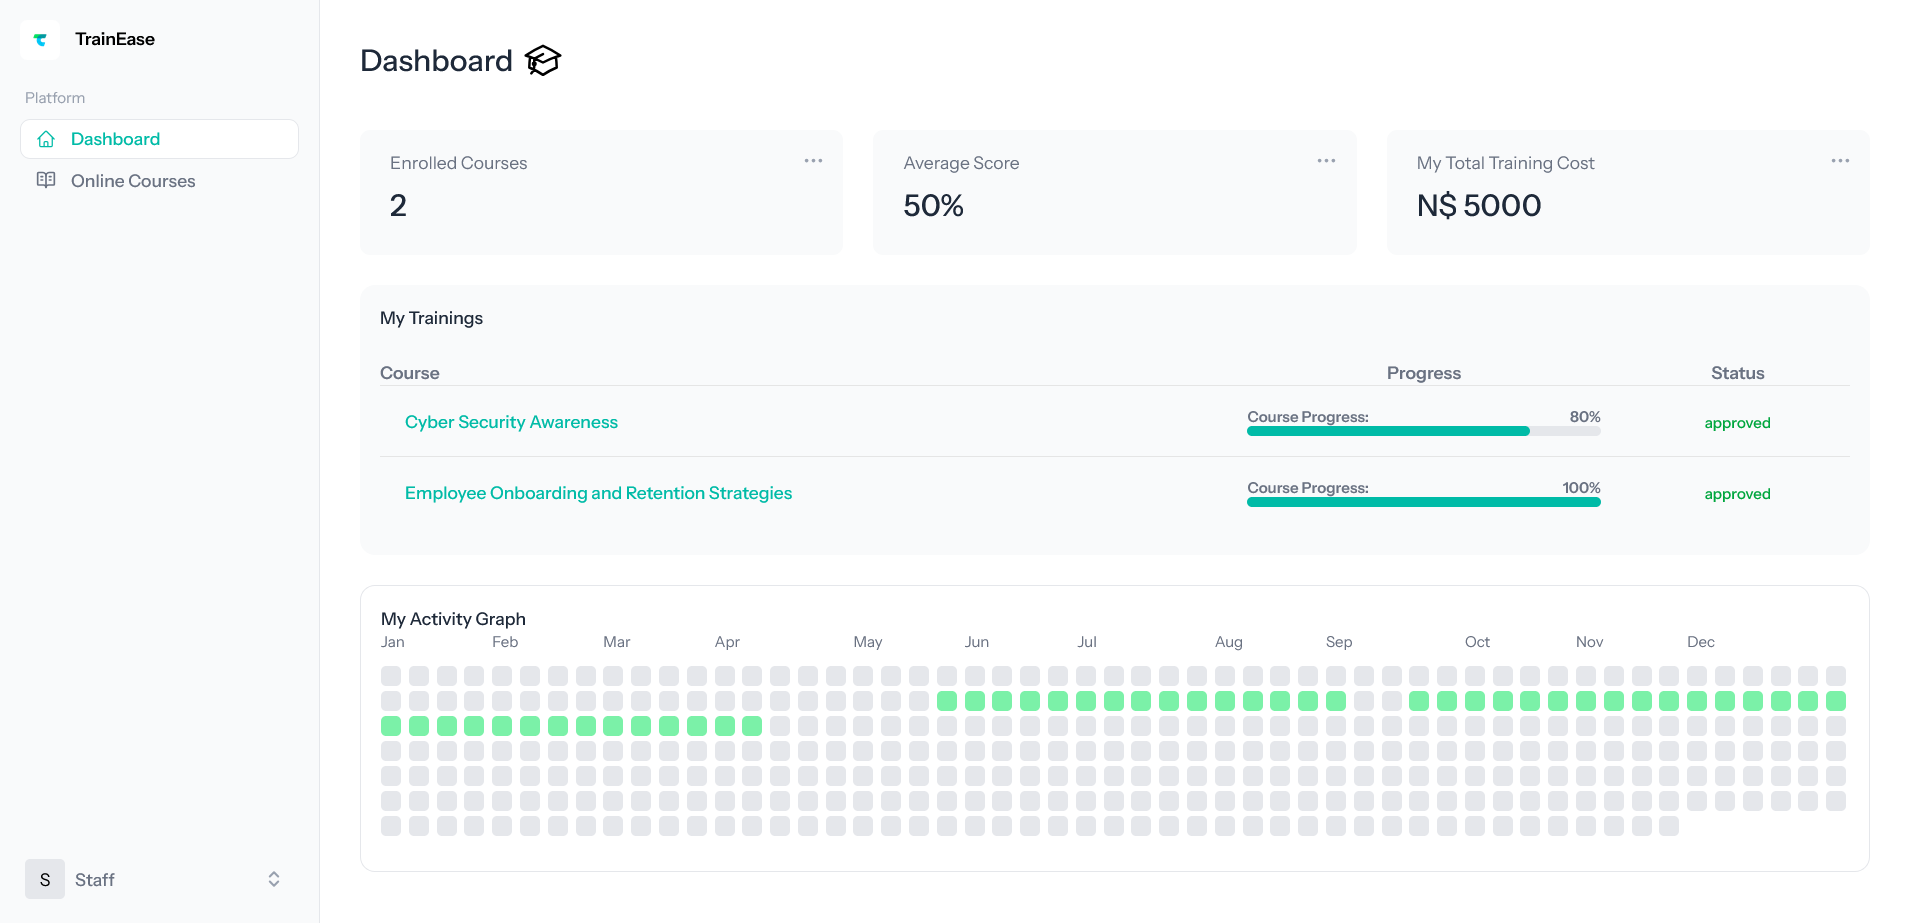 TrainEase
Platform
Dashboard
Online Courses
S Staff
Dashboard
Enrolled Courses
2
Average Score
50%
My Total Training Cost
N$ 5000
My Trainings
Course Progress Status
Cyber Security Awareness Course Progress: 80% approved
Employee Onboarding and Retention Strategies Course Progress: 100% approved
My Activity Graph
Jan Feb Mar Apr May Jun Jul Aug Sep Oct Nov Dec